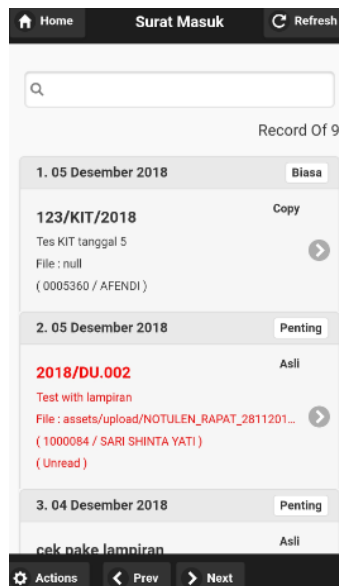 Home Surat Masuk Refresh
Record Of 9
1. 05 Desember 2018 Biasa
123/KIT/2018 Copy
Tes KIT tanggal 5
File : null
( 0005360 / AFENDI )
2. 05 Desember 2018 Penting
2018/DU.002 Asli
Test with lampiran
File : assets/upload/NOTULEN_RAPAT_2811201...
( 1000084 / SARI SHINTA YATI )
( Unread )
3. 04 Desember 2018 Penting
cek pake lampiran Asli
Actions Prev Next